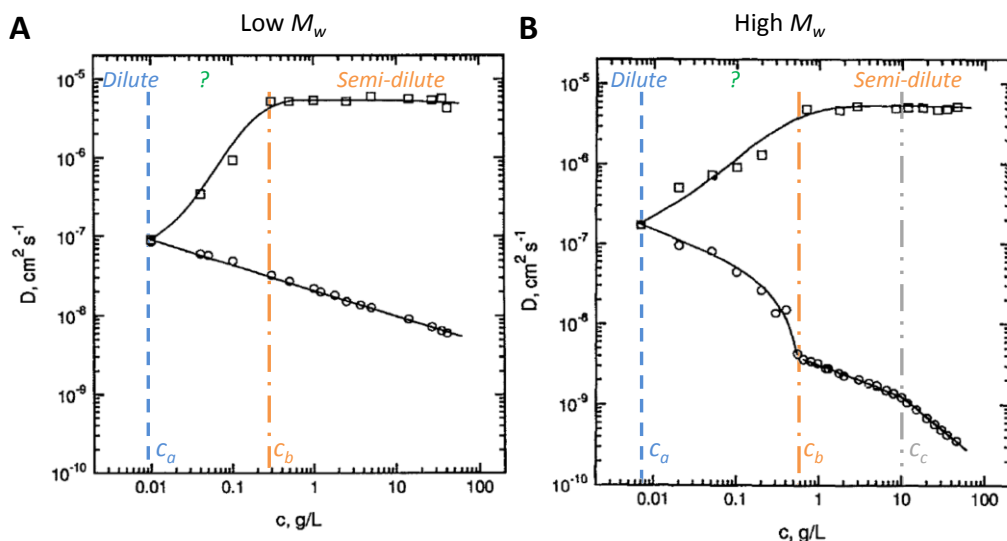 A
Low Mw
Dilute
?
Semi-dilute
10-5
10-6
10-7
10-8
10-9
10-10
D, cm2 s-1
ca
cb
0.01
0.1
1
10
100
c, g/L
B
High Mw
Dilute
?
Semi-dilute
10-5
10-6
10-7
10-8
10-9
10-10
D, cm2 s-1
ca
cb
cc
0.01
0.1
1
10
100
c, g/L